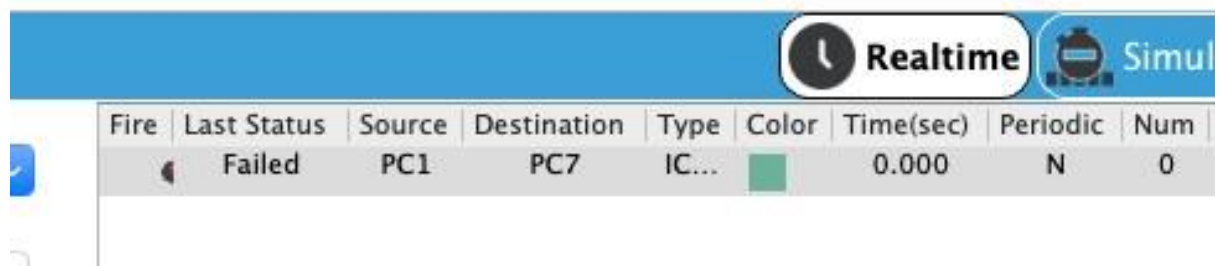 Realtime Simul
Fire Last Status Source Destination Type Color Time(sec) Periodic Num
Failed PC1 PC7 IC... 0.000 N 0